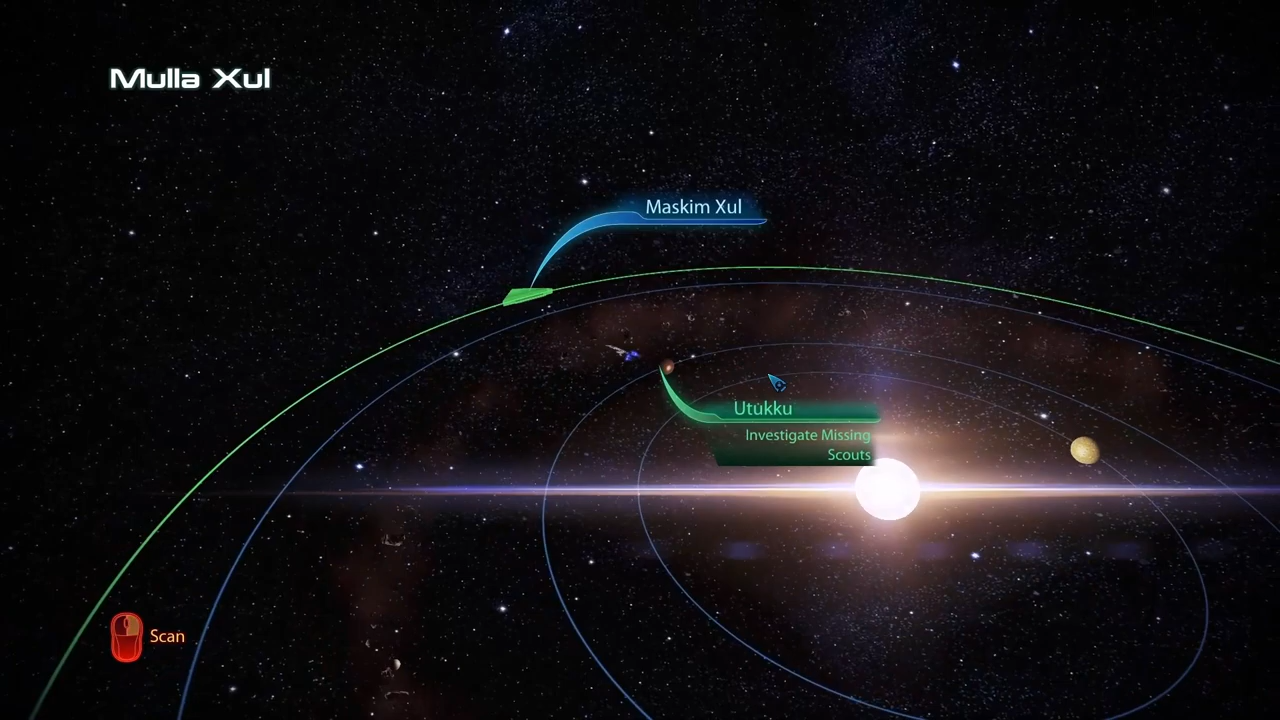 Mulla Xul
Maskim Xul
Utukku
Investigate Missing
Scouts
Scan